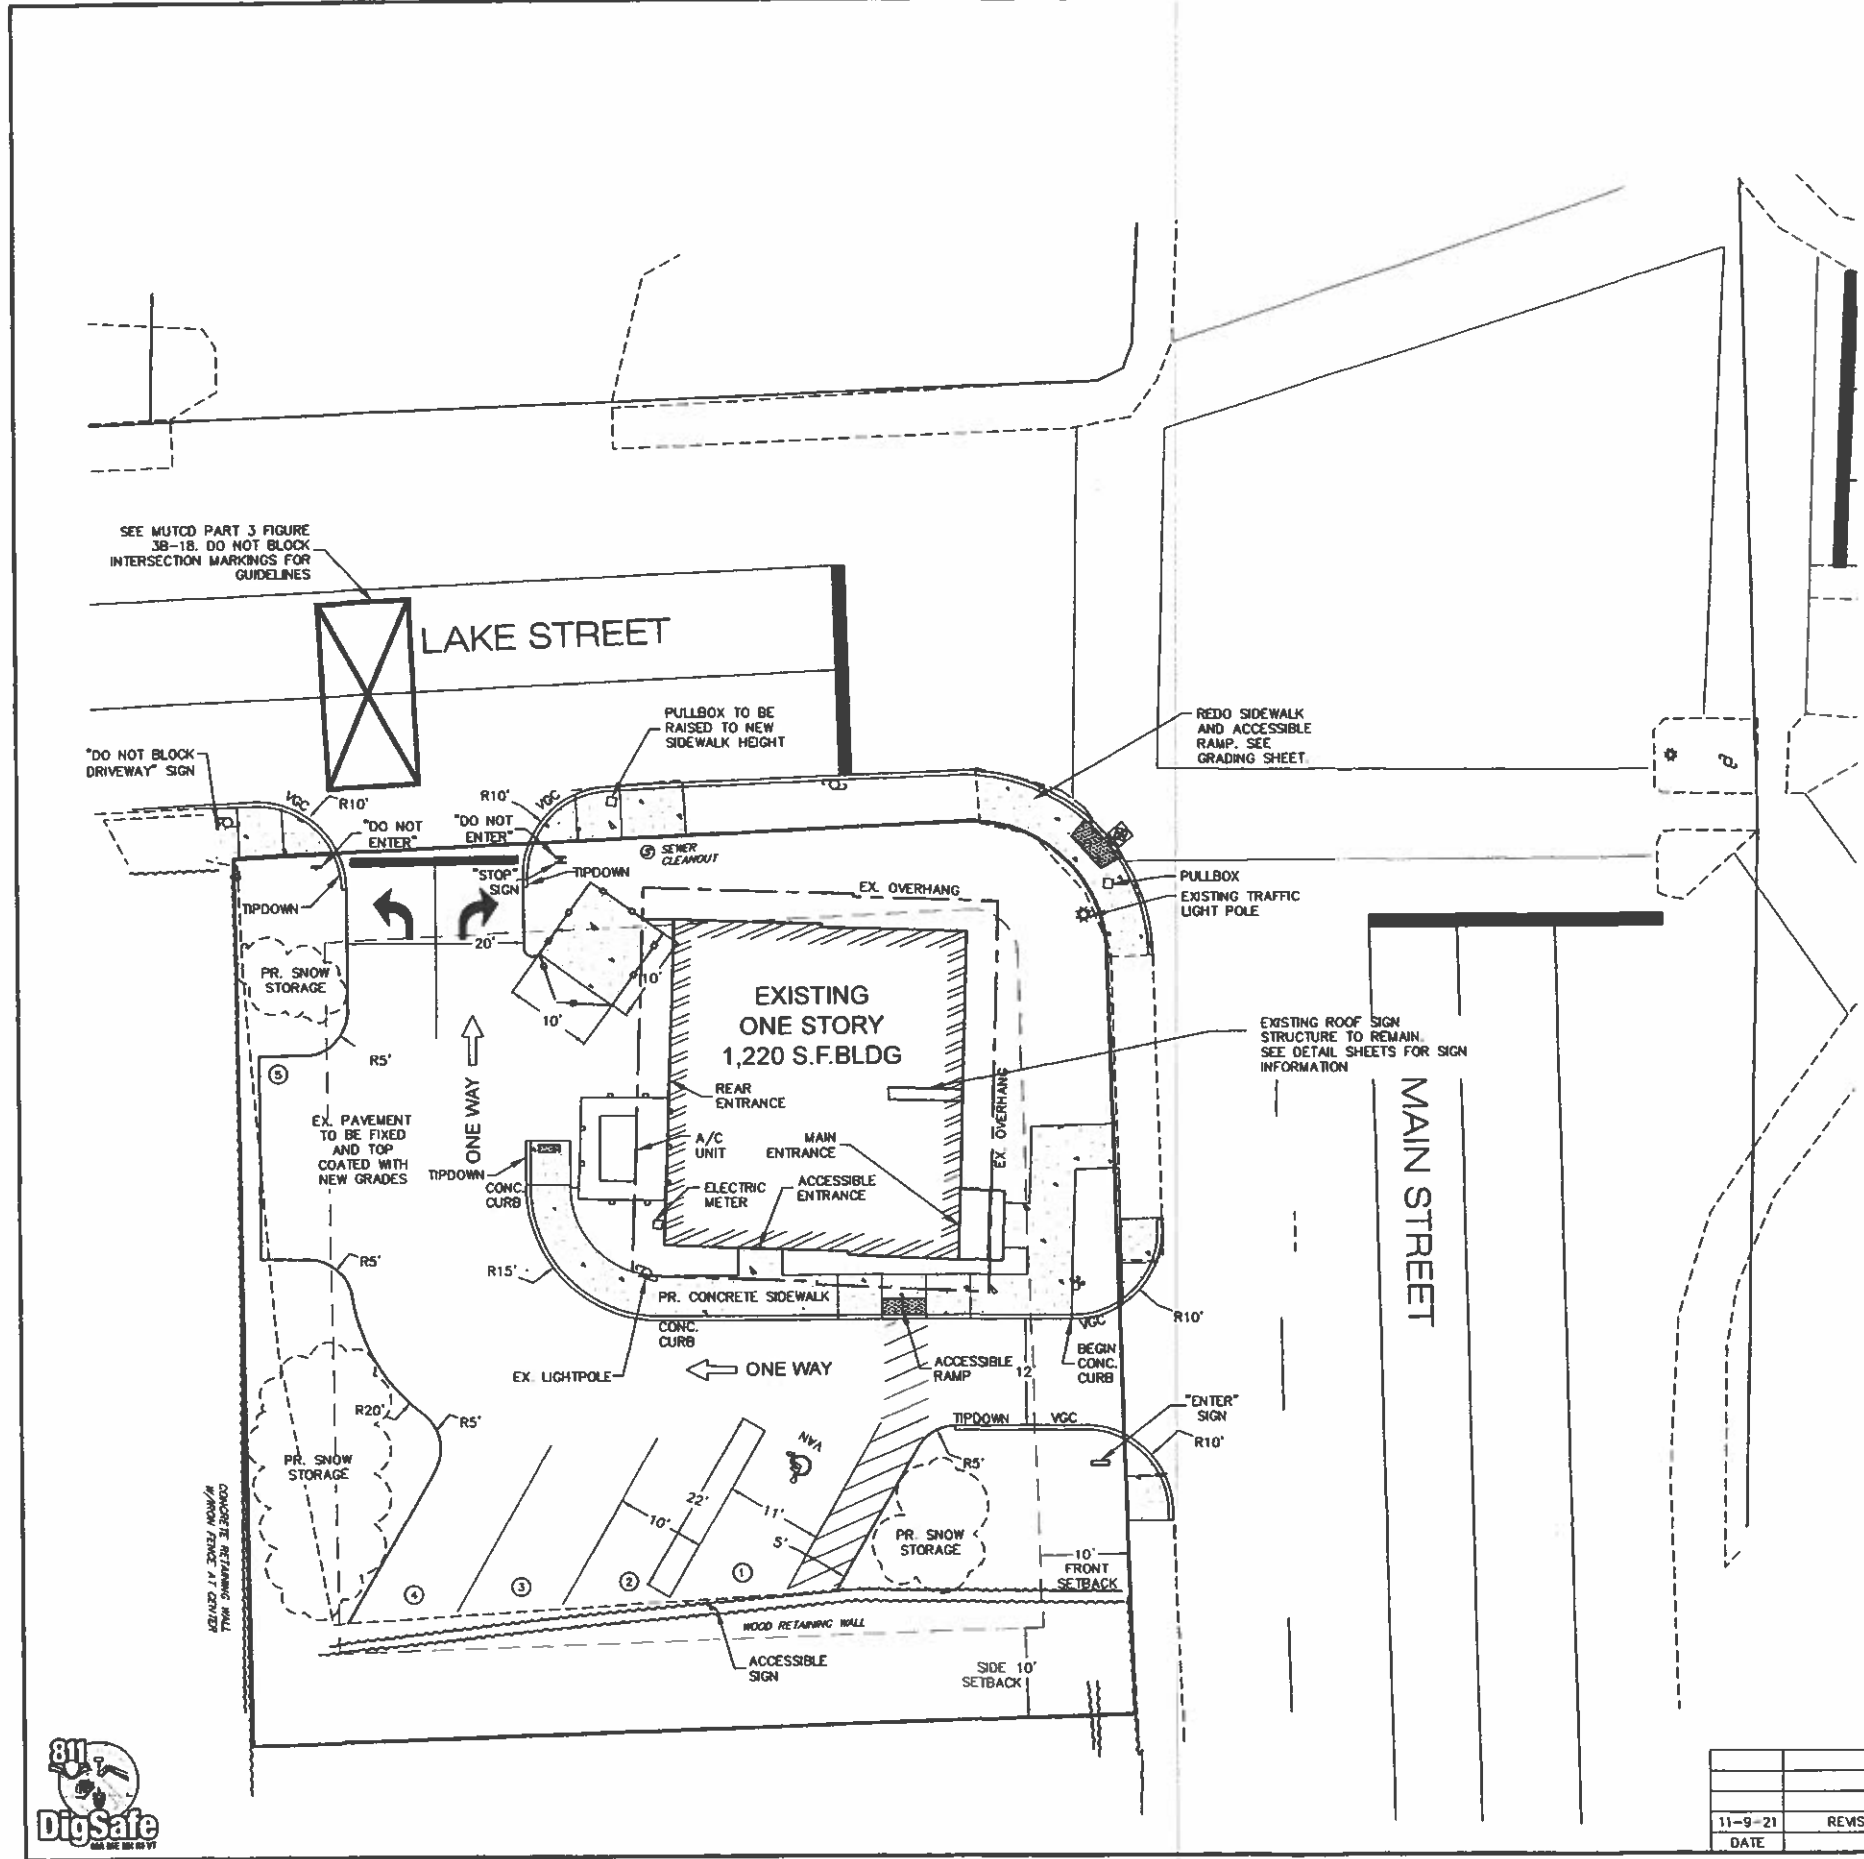 SEE MUTCD PART 3 FIGURE
3B-18. DO NOT BLOCK
INTERSECTION MARKINGS FOR
GUIDELINES
LAKE STREET
PULLBOX TO BE
RAISED TO NEW
SIDEWALK HEIGHT
REDO SIDEWALK
AND ACCESSIBLE
RAMP. SEE
GRADING SHEET.
"DO NOT BLOCK
DRIVEWAY" SIGN
VGC
R10'
"DO NOT
ENTER"
R10'
VGC
"DO NOT
ENTER"
S
SEWER
CLEANOUT
"STOP"
SIGN
TIPDOWN
TIPDOWN
EX. OVERHANG
PULLBOX
EXISTING TRAFFIC
LIGHT POLE
20'
PR. SNOW
STORAGE
10'
10'
EXISTING
ONE STORY
1,220 S.F.BLDG
EXISTING ROOF SIGN
STRUCTURE TO REMAIN.
SEE DETAIL SHEETS FOR SIGN
INFORMATION
R5'
5
ONE WAY
REAR
ENTRANCE
EX. OVERHANG
MAIN STREET
EX. PAVEMENT
TO BE FIXED
AND TOP
COATED WITH
NEW GRADES
A/C
UNIT
MAIN
ENTRANCE
TIPDOWN
CONC.
CURB
ELECTRIC
METER
ACCESSIBLE
ENTRANCE
R5'
R15'
PR. CONCRETE SIDEWALK
CONC.
CURB
VGC
R10'
BEGIN
CONC.
CURB
EX. LIGHTPOLE
ONE WAY
ACCESSIBLE
RAMP
12'
"ENTER"
SIGN
R20'
R5'
TIPDOWN
VGC
R10'
VAN
R5'
PR. SNOW
STORAGE
22'
11'
10'
5'
PR. SNOW
STORAGE
10'
FRONT
SETBACK
CONCRETE RETAINING WALL
W/IRON FENCE AT CENTER
4
3
2
1
WOOD RETAINING WALL
ACCESSIBLE
SIGN
SIDE 10'
SETBACK
811
DigSafe
11-9-21
REVIS
DATE